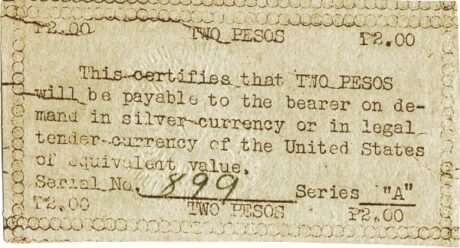 ₱2.00 TWO PESOS ₱2.00
This certifies that TWO PESOS
will be payable to the bearer on de-
mand in silver currency or in legal
tender currency of the United States
of equivalent value.
Serial No. 899 Series "A"
₱2.00 TWO PESOS ₱2.00